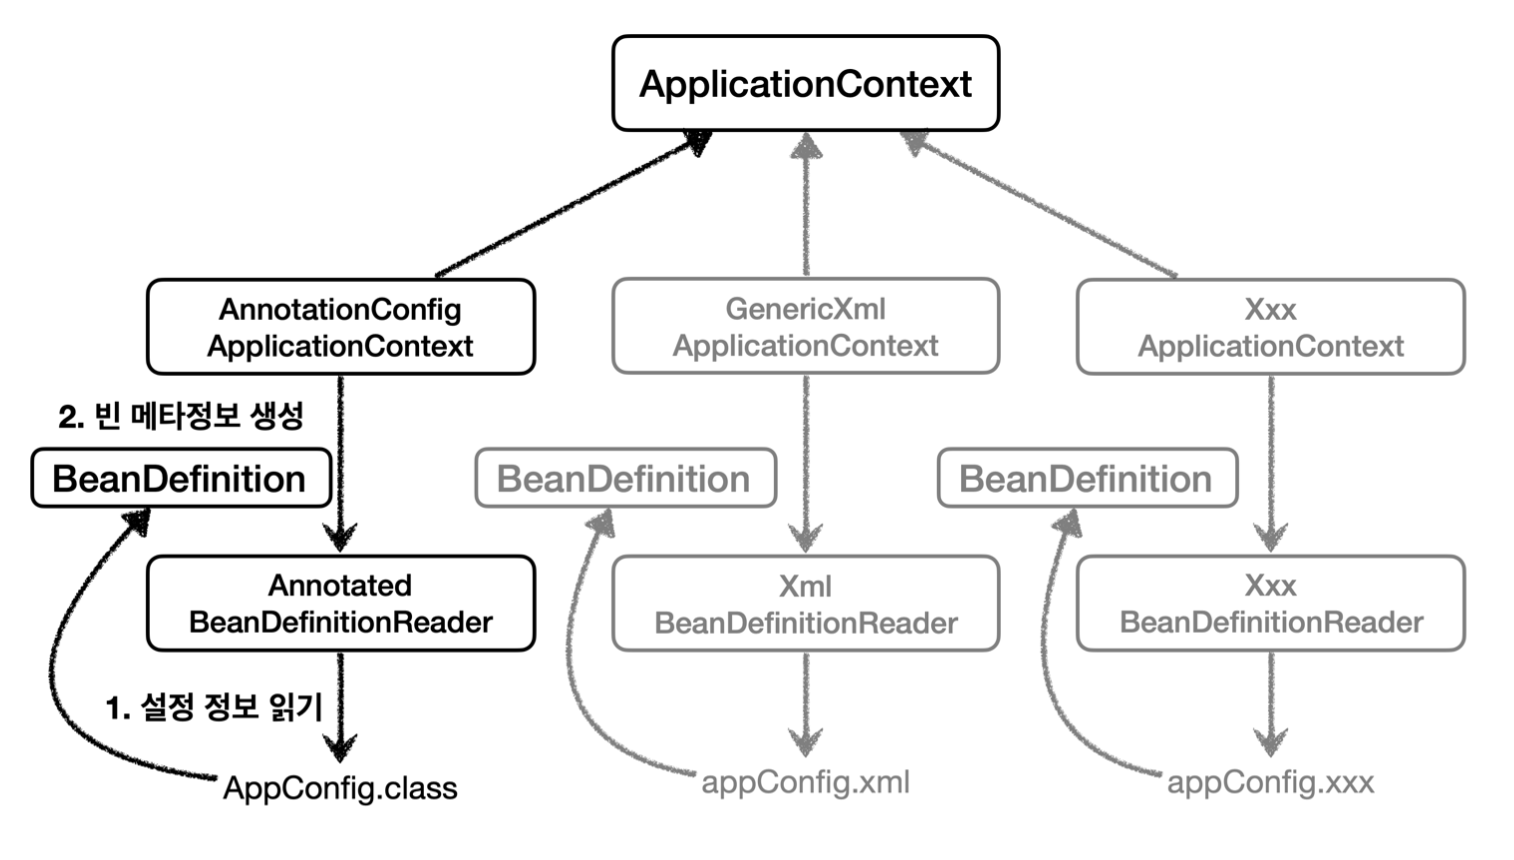 ApplicationContext
AnnotationConfig
ApplicationContext
GenericXml
ApplicationContext
Xxx
ApplicationContext
2. 빈 메타정보 생성
BeanDefinition
BeanDefinition
BeanDefinition
Annotated
BeanDefinitionReader
Xml
BeanDefinitionReader
Xxx
BeanDefinitionReader
1. 설정 정보 읽기
AppConfig.class
appConfig.xml
appConfig.xxx